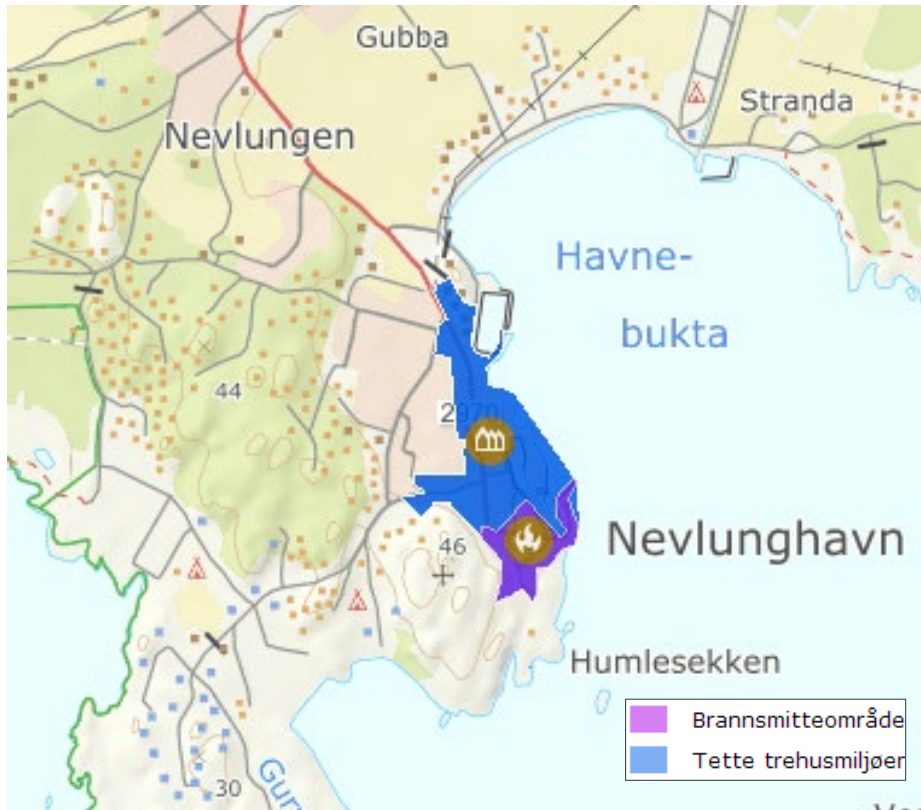 Gubba
Stranda
Nevlungen
Havne-
bukta
44
2970
Nevlunghavn
46
Humlesekken
Brannsmitteområde
Tette trehusmiljøer
30